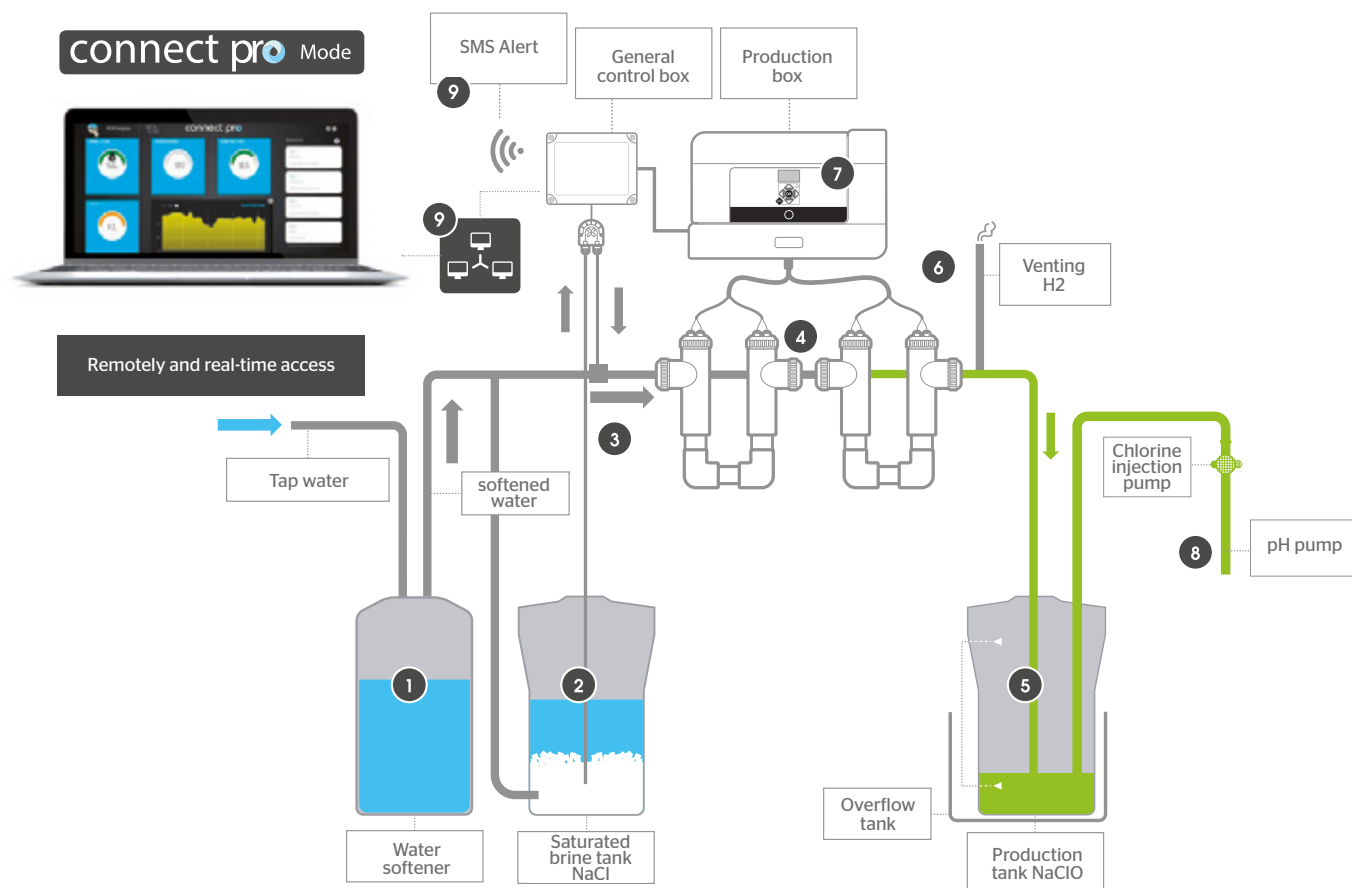 connect pro Mode
SMS Alert
9
General
control box
Production
box
connect pro
7
9
6
Venting
H2
4
Remotely and real-time access
3
Tap water
softened
water
Chlorine
injection
pump
8
pH pump
1
2
5
Overflow
tank
Water
softener
Saturated
brine tank
NaCl
Production
tank NaClO